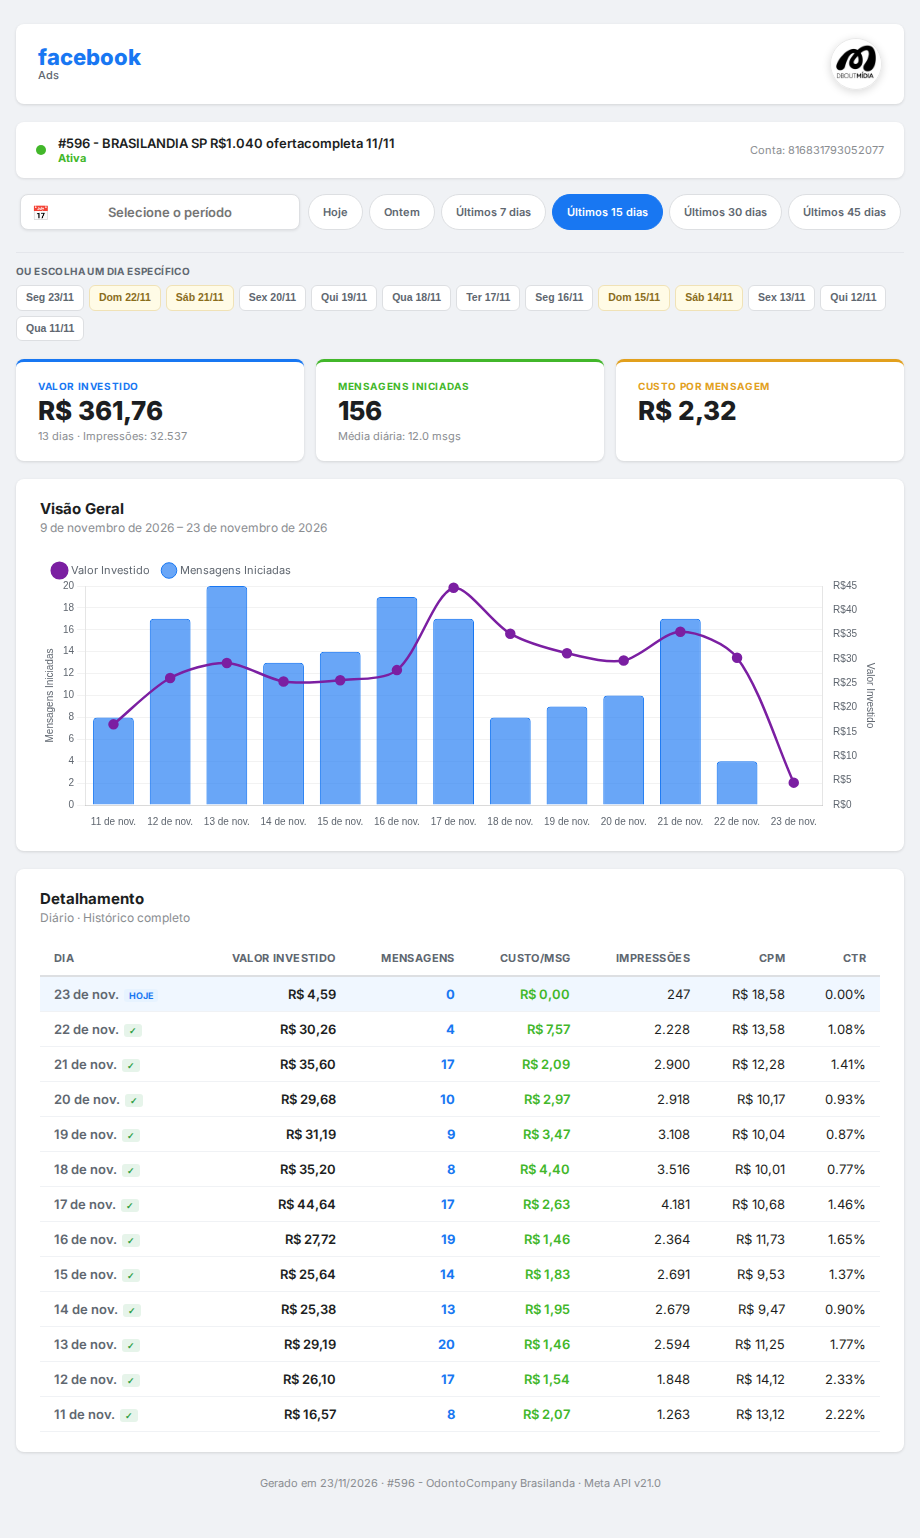 facebook
Ads
DBOUTMÍDIA
#596 - BRASILANDIA SP R$1.040 ofertacompleta 11/11
Ativa
Conta: 816831793052077
📅 Selecione o período
Hoje
Ontem
Últimos 7 dias
Últimos 15 dias
Últimos 30 dias
Últimos 45 dias
OU ESCOLHA UM DIA ESPECÍFICO
Seg 23/11
Dom 22/11
Sáb 21/11
Sex 20/11
Qui 19/11
Qua 18/11
Ter 17/11
Seg 16/11
Dom 15/11
Sáb 14/11
Sex 13/11
Qui 12/11
Qua 11/11
VALOR INVESTIDO
R$ 361,76
13 dias · Impressões: 32.537
MENSAGENS INICIADAS
156
Média diária: 12.0 msgs
CUSTO POR MENSAGEM
R$ 2,32
Visão Geral
9 de novembro de 2026 – 23 de novembro de 2026
Valor Investido
Mensagens Iniciadas
Mensagens Iniciadas
20
18
16
14
12
10
8
6
4
2
0
R$45
R$40
R$35
R$30
R$25
R$20
R$15
R$10
R$5
R$0
Valor Investido
11 de nov.
12 de nov.
13 de nov.
14 de nov.
15 de nov.
16 de nov.
17 de nov.
18 de nov.
19 de nov.
20 de nov.
21 de nov.
22 de nov.
23 de nov.
Detalhamento
Diário · Histórico completo
DIA VALOR INVESTIDO MENSAGENS CUSTO/MSG IMPRESSÕES CPM CTR
23 de nov. HOJE R$ 4,59 0 R$ 0,00 247 R$ 18,58 0.00%
22 de nov. ✓ R$ 30,26 4 R$ 7,57 2.228 R$ 13,58 1.08%
21 de nov. ✓ R$ 35,60 17 R$ 2,09 2.900 R$ 12,28 1.41%
20 de nov. ✓ R$ 29,68 10 R$ 2,97 2.918 R$ 10,17 0.93%
19 de nov. ✓ R$ 31,19 9 R$ 3,47 3.108 R$ 10,04 0.87%
18 de nov. ✓ R$ 35,20 8 R$ 4,40 3.516 R$ 10,01 0.77%
17 de nov. ✓ R$ 44,64 17 R$ 2,63 4.181 R$ 10,68 1.46%
16 de nov. ✓ R$ 27,72 19 R$ 1,46 2.364 R$ 11,73 1.65%
15 de nov. ✓ R$ 25,64 14 R$ 1,83 2.691 R$ 9,53 1.37%
14 de nov. ✓ R$ 25,38 13 R$ 1,95 2.679 R$ 9,47 0.90%
13 de nov. ✓ R$ 29,19 20 R$ 1,46 2.594 R$ 11,25 1.77%
12 de nov. ✓ R$ 26,10 17 R$ 1,54 1.848 R$ 14,12 2.33%
11 de nov. ✓ R$ 16,57 8 R$ 2,07 1.263 R$ 13,12 2.22%
Gerado em 23/11/2026 · #596 - OdontoCompany Brasilanda · Meta API v21.0